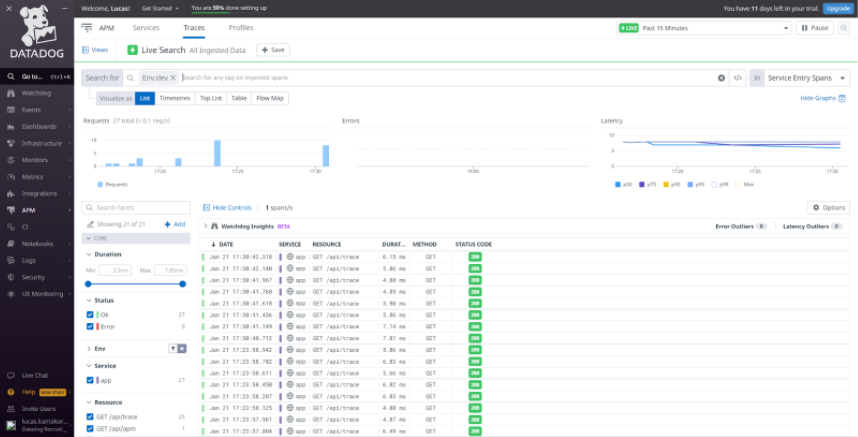 Welcome, Lucas! Get Started You are 50% done setting up You have 11 days left in your trial. Upgrade
DATADOG
APM Services Traces Profiles LIVE Past 15 Minutes Pause
Views Live Search All Ingested Data Save
Go to... Ctrl+K
Watchdog
Events
Dashboards
Infrastructure
Monitors
Metrics
Integrations
APM
CI
Notebooks
Logs
Security
UX Monitoring
Live Chat
Help NEW STUFF
Invite Users
lucas.karnakur...
Datadog Recruit...
Search for Env:dev Search for any tag on ingested spans </> in Service Entry Spans
Visualize as List Timeseries Top List Table Flow Map Hide Graphs
Requests 27 total (< 0.1 req/s) Errors Latency
10
5
0
17:20 17:25 17:30
Requests
10
5
0
17:20 17:25 17:30
p50 p75 p90 p95 p99 Max
Search facets Hide Controls 1 spans/s Options
Showing 21 of 21 + Add Watchdog Insights BETA Error Outliers 0 Latency Outliers 0
CORE
Duration
Min 3.9ms Max 7.85ms
Status
Ok 27
Error 0
Env
Service
app 27
Resource
GET /api/trace 25
GET /api/apm 1
DATE SERVICE RESOURCE DURAT... METHOD STATUS CODE
Jan 21 17:30:42.318 app GET /api/trace 6.15 ms GET 200
Jan 21 17:30:42.140 app GET /api/trace 5.86 ms GET 200
Jan 21 17:30:41.967 app GET /api/trace 4.88 ms GET 200
Jan 21 17:30:41.768 app GET /api/trace 4.85 ms GET 200
Jan 21 17:30:41.618 app GET /api/trace 3.90 ms GET 200
Jan 21 17:30:41.436 app GET /api/trace 5.86 ms GET 200
Jan 21 17:30:41.149 app GET /api/trace 7.14 ms GET 200
Jan 21 17:30:40.712 app GET /api/trace 7.81 ms GET 200
Jan 21 17:23:58.942 app GET /api/trace 5.86 ms GET 200
Jan 21 17:23:58.782 app GET /api/trace 6.83 ms GET 200
Jan 21 17:23:58.611 app GET /api/trace ms GET 200
Jan 21 17:23:58.450 app GET /api/trace 6.82 ms GET 200
Jan 21 17:23:58.287 app GET /api/trace 6.83 ms GET 200
Jan 21 17:23:58.125 app GET /api/trace 4.88 ms GET 200
Jan 21 17:23:57.961 app GET /api/trace 4.87 ms GET 200
Jan 21 17:23:57.804 app GET /api/trace 6.49 ms GET 200